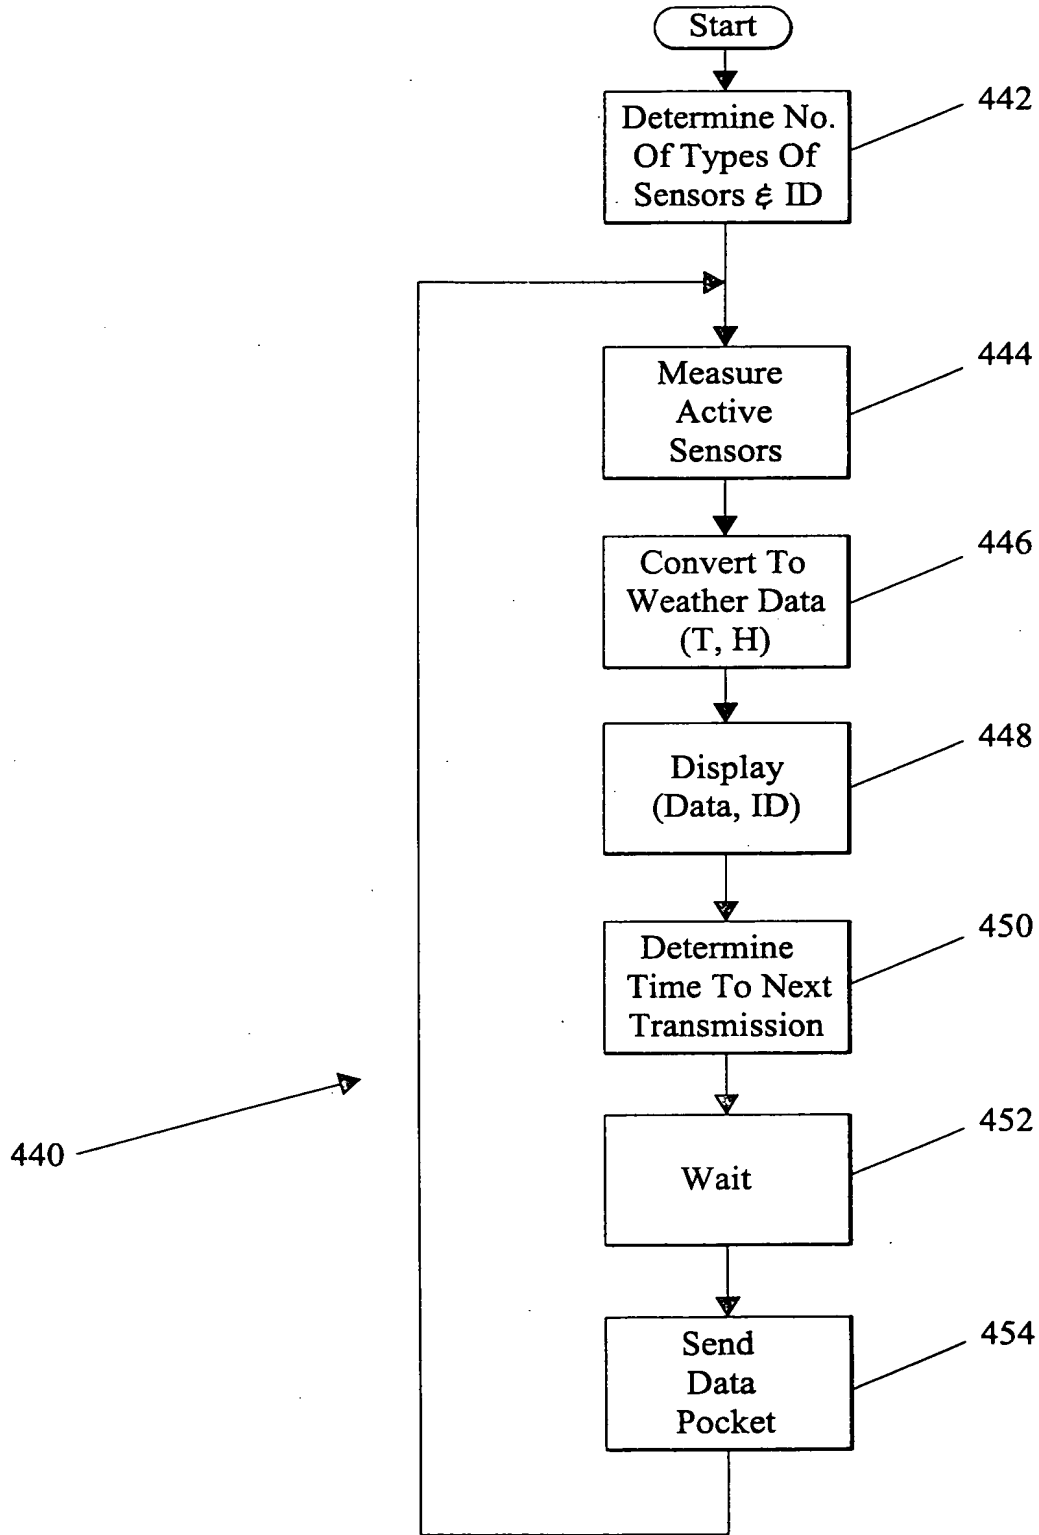 Start
442
Determine No.
Of Types Of
Sensors & ID
444
Measure
Active
Sensors
446
Convert To
Weather Data
(T, H)
448
Display
(Data, ID)
450
Determine
Time To Next
Transmission
440
452
Wait
454
Send
Data
Pocket